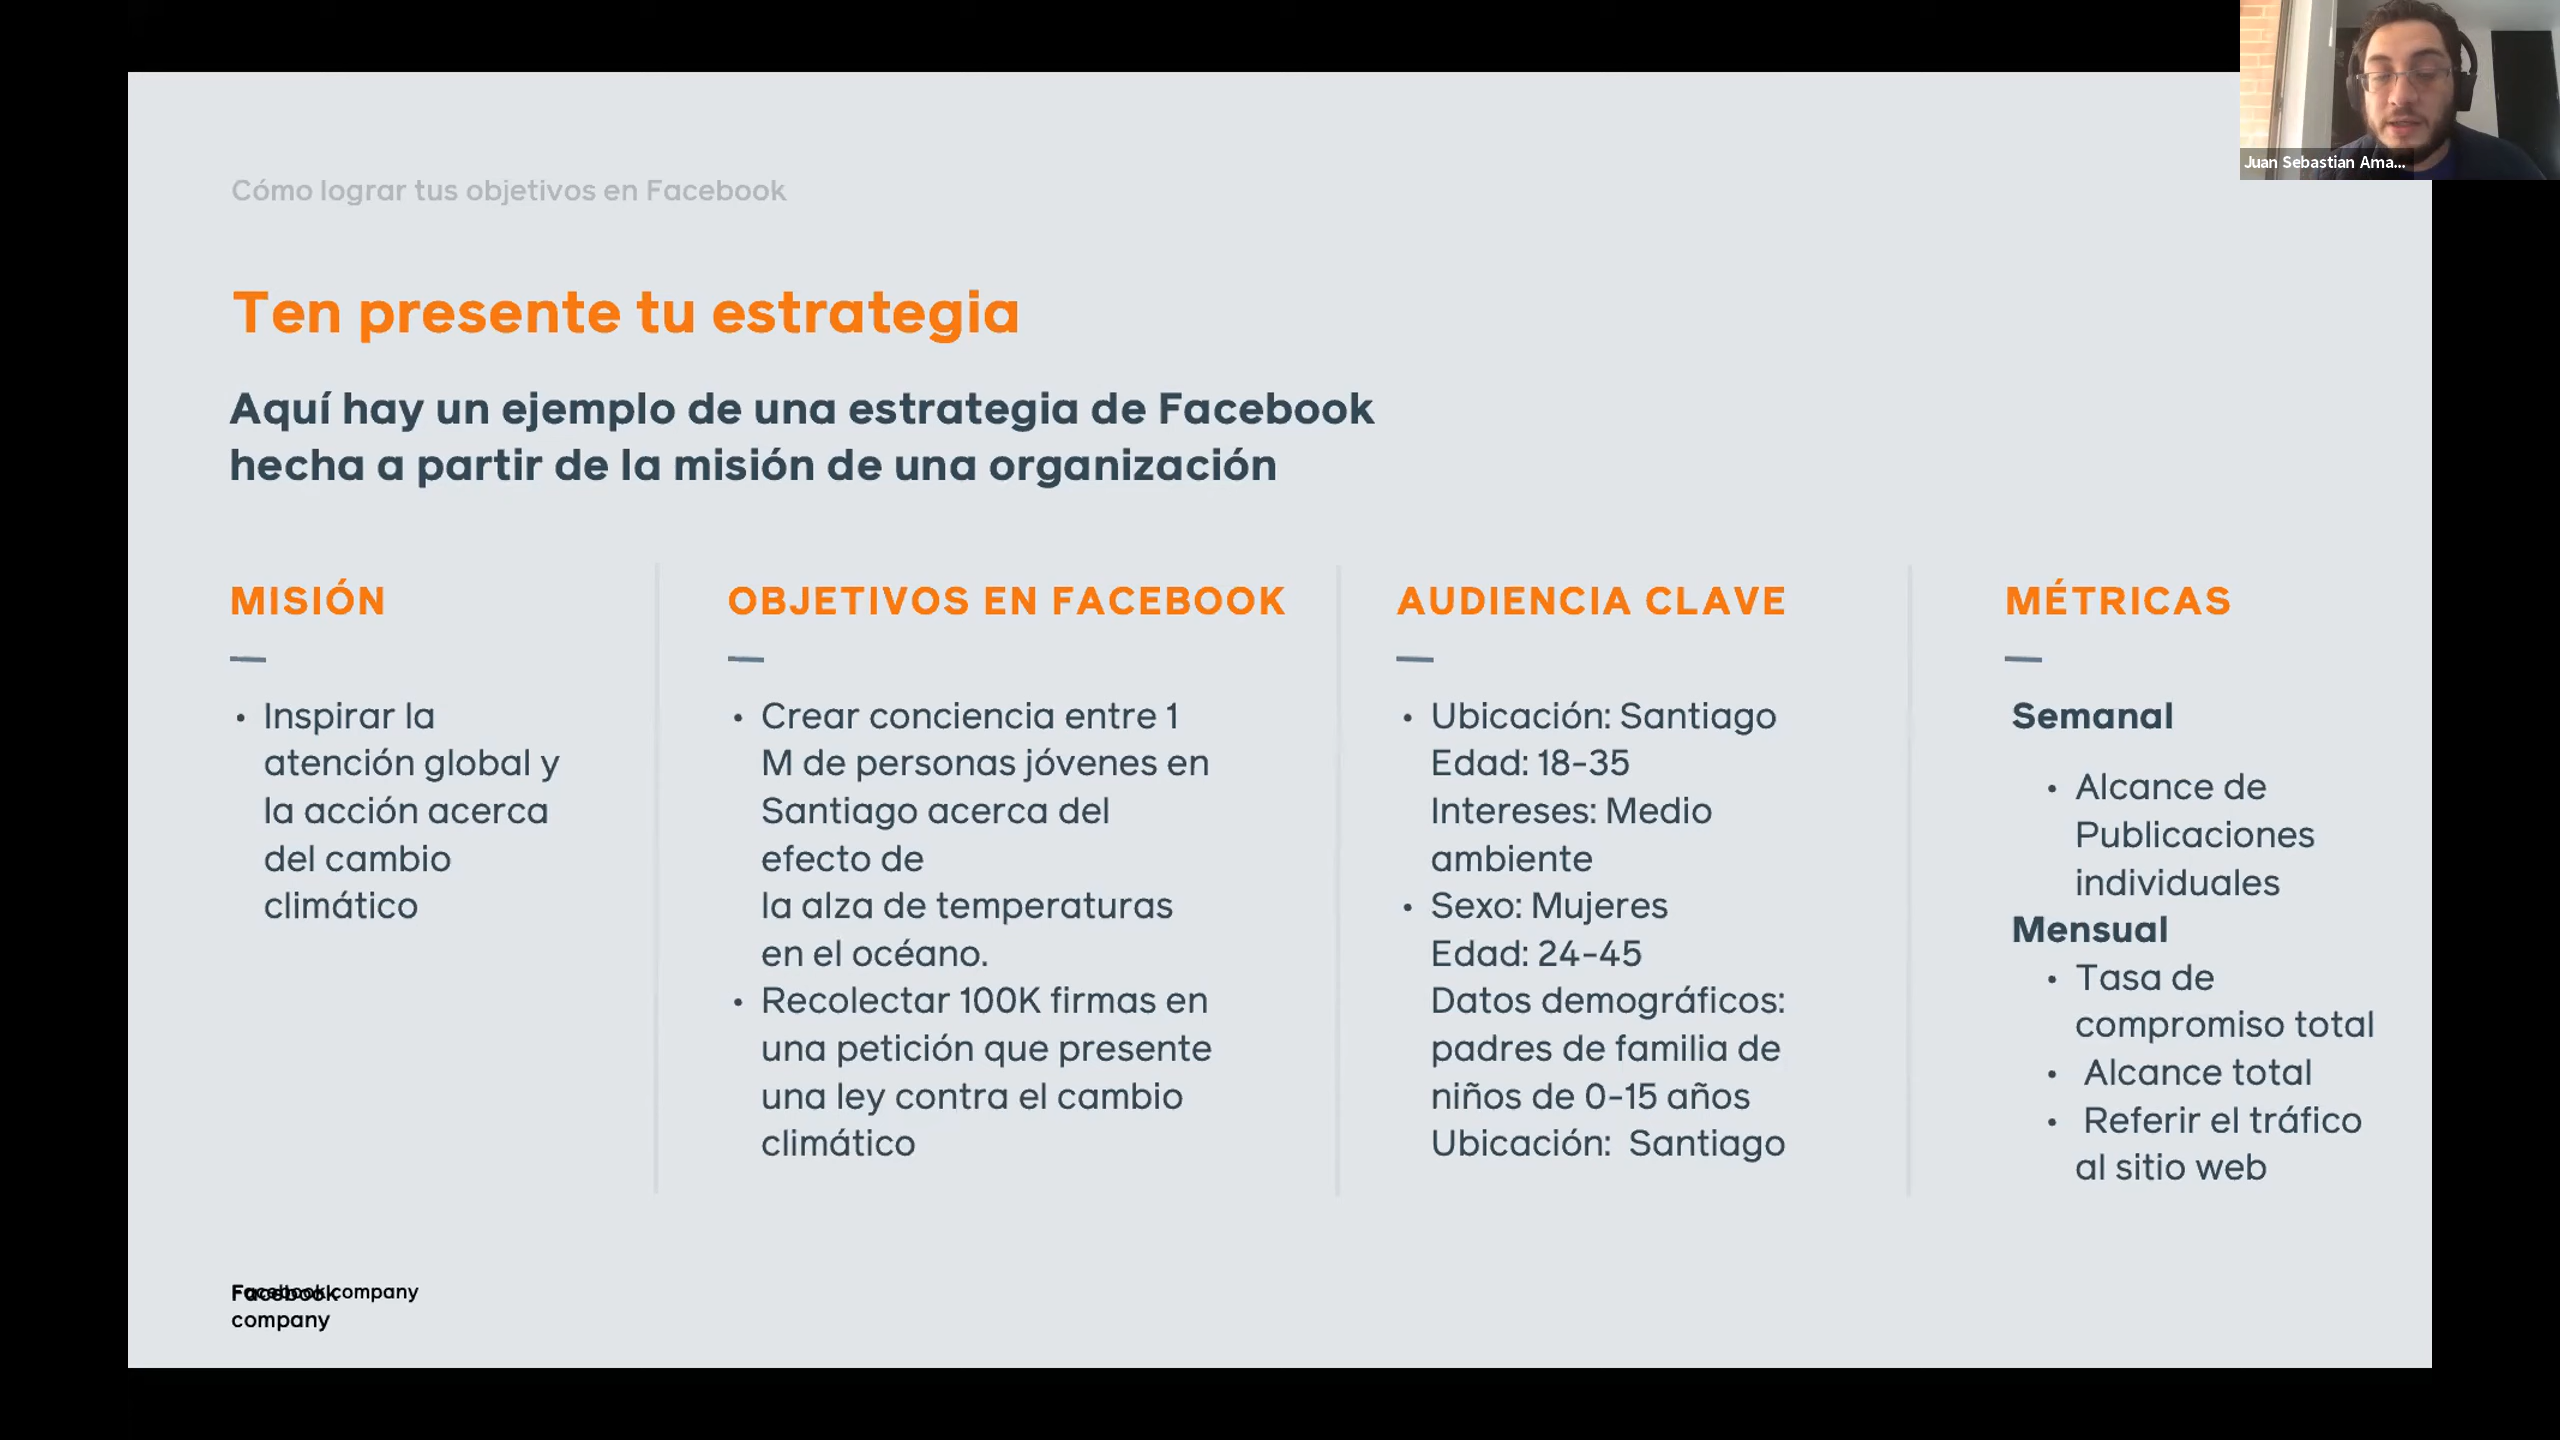 Juan Sebastian Ama...
Cómo lograr tus objetivos en Facebook
Ten presente tu estrategia
Aquí hay un ejemplo de una estrategia de Facebook
hecha a partir de la misión de una organización
MISIÓN
• Inspirar la
atención global y
la acción acerca
del cambio
climático
OBJETIVOS EN FACEBOOK
• Crear conciencia entre 1
M de personas jóvenes en
Santiago acerca del
efecto de
la alza de temperaturas
en el océano.
• Recolectar 100K firmas en
una petición que presente
una ley contra el cambio
climático
AUDIENCIA CLAVE
• Ubicación: Santiago
Edad: 18-35
Intereses: Medio
ambiente
• Sexo: Mujeres
Edad: 24-45
Datos demográficos:
padres de familia de
niños de 0-15 años
Ubicación: Santiago
MÉTRICAS
Semanal
• Alcance de
Publicaciones
individuales
Mensual
• Tasa de
compromiso total
• Alcance total
• Referir el tráfico
al sitio web
Facebook company
Facebook
company